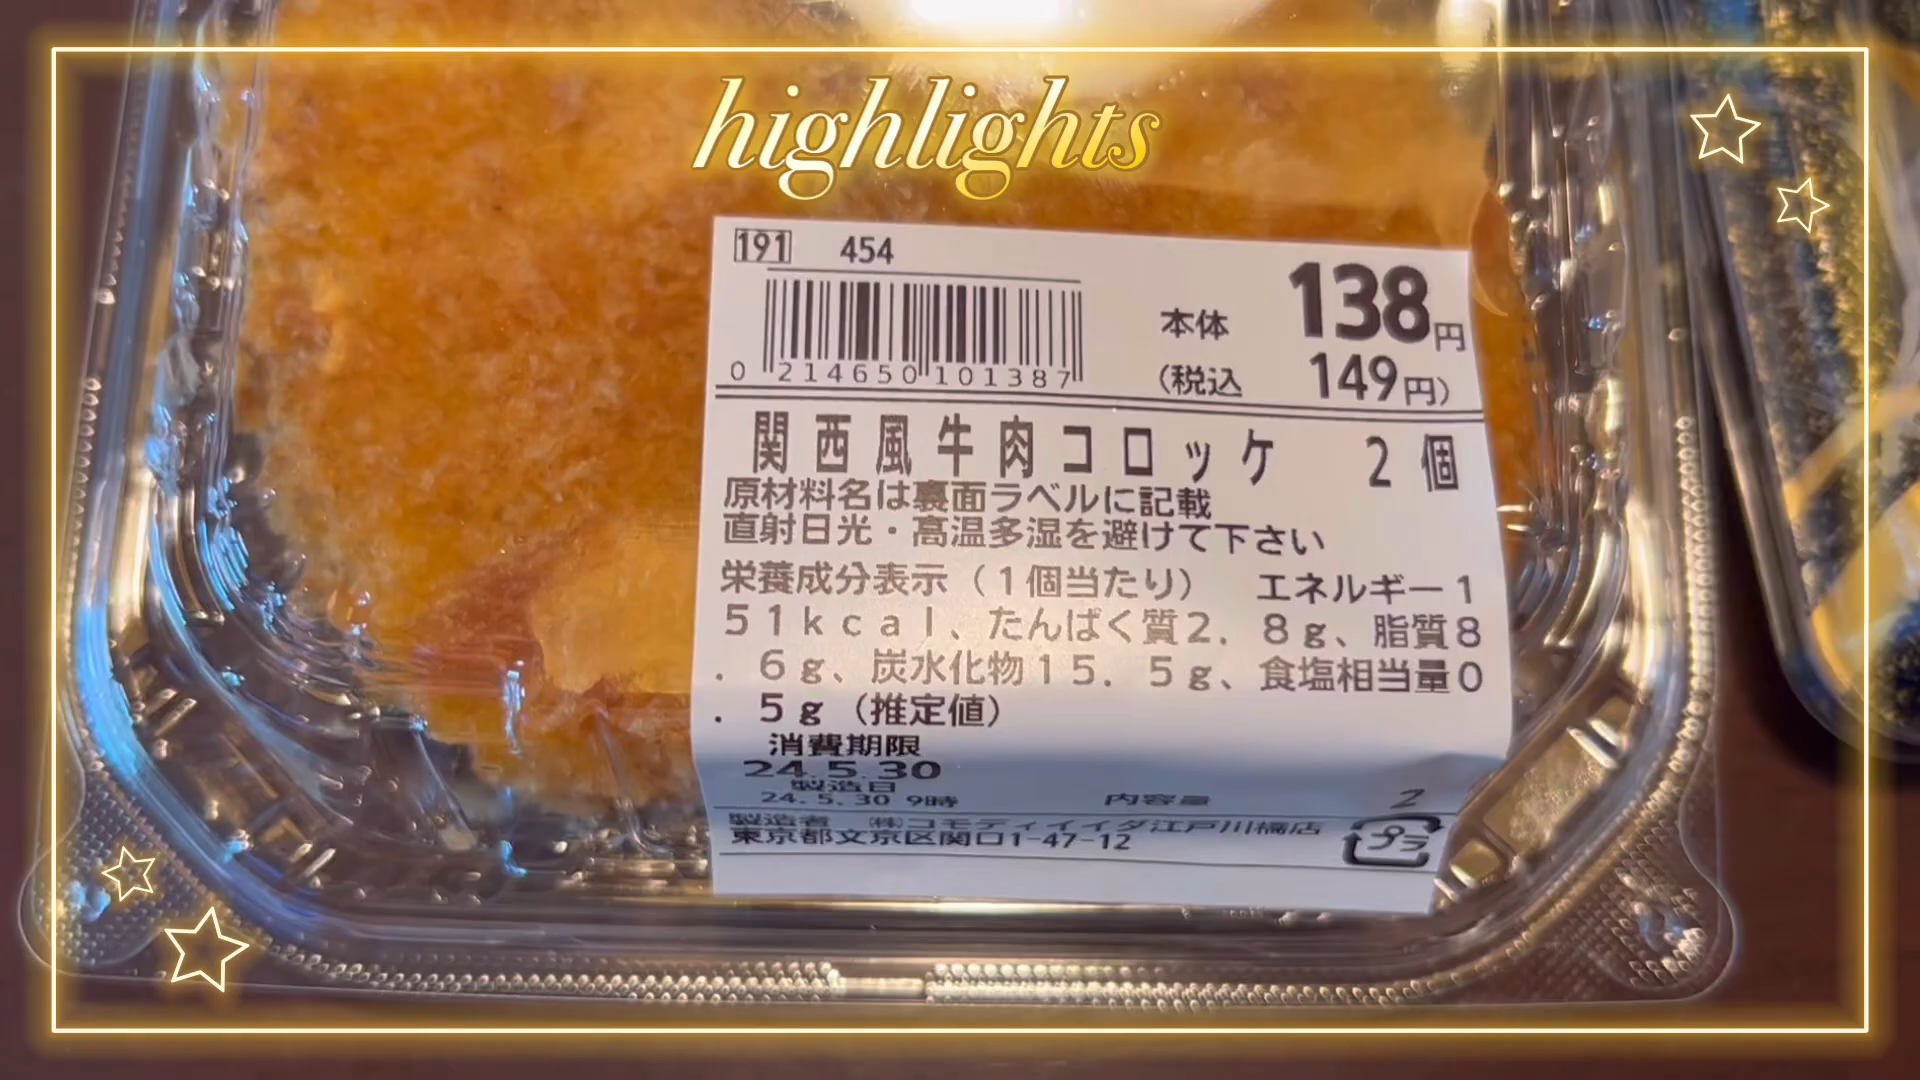 highlights
191 454
0 214650 101387
本体 138円
(税込 149円)
関西風牛肉コロッケ 2個
原材料名は裏面ラベルに記載
直射日光・高温多湿を避けて下さい
栄養成分表示(1個当たり) エネルギー1
51kcal、たんぱく質2.8g、脂質8
.6g、炭水化物15.5g、食塩相当量0
.5g(推定値)
消費期限
24.5.30
製造日
24.5.30 9時 内容量 2
製造者 ㈱コモディイイダ江戸川橋店
東京都文京区関口1-47-12
プラ